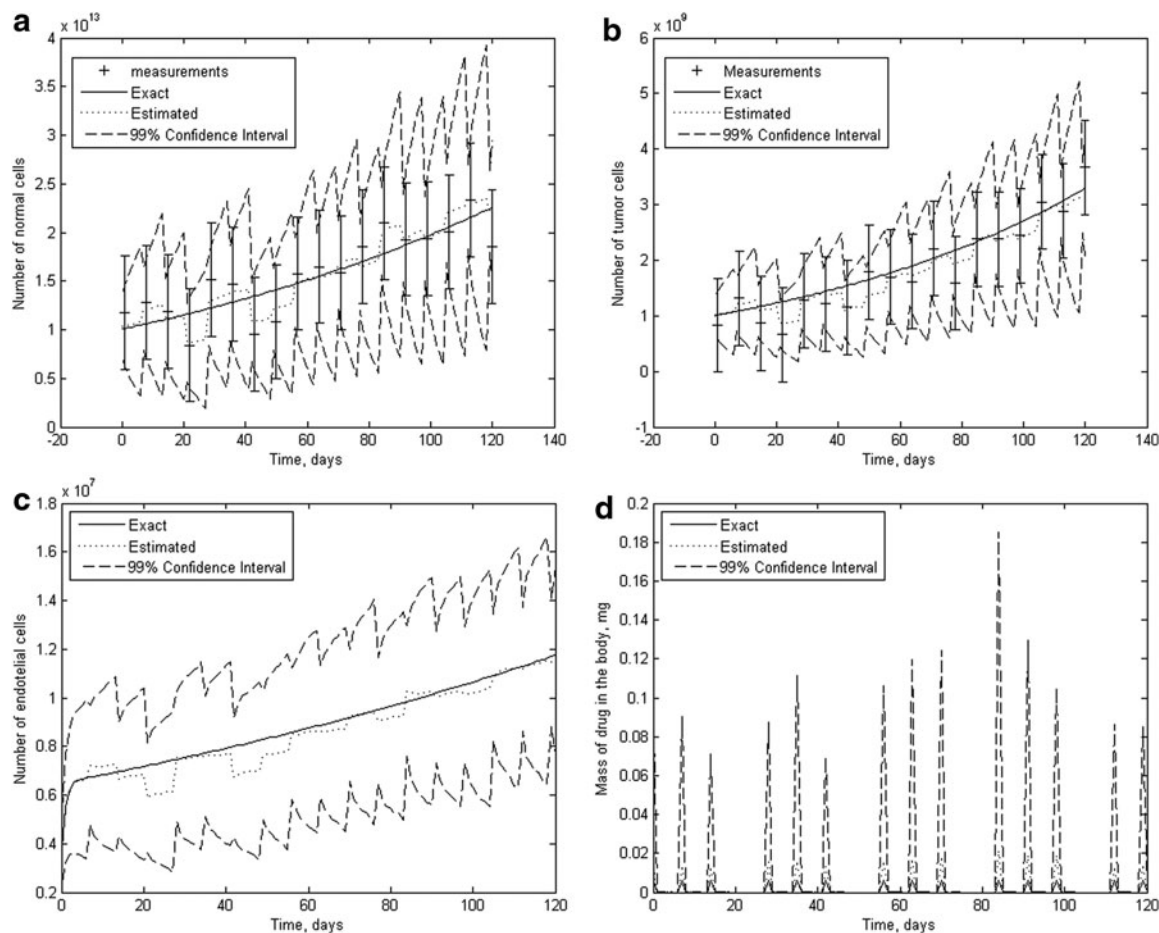 a
x 10^13
4
3.5
3
2.5
2
1.5
1
0.5
0
Number of normal cells
measurements
Exact
Estimated
99% Confidence Interval
-20 0 20 40 60 80 100 120 140
Time, days
b
x 10^9
6
5
4
3
2
1
0
-1
Number of tumor cells
Measurements
Exact
Estimated
99% Confidence Interval
-20 0 20 40 60 80 100 120 140
Time, days
c
x 10^7
1.8
1.6
1.4
1.2
1
0.8
0.6
0.4
0.2
Number of endotelial cells
Exact
Estimated
99% Confidence Interval
0 20 40 60 80 100 120
Time, days
d
0.2
0.18
0.16
0.14
0.12
0.1
0.08
0.06
0.04
0.02
0
Mass of drug in the body, mg
Exact
Estimated
99% Confidence Interval
0 20 40 60 80 100 120
Time, days